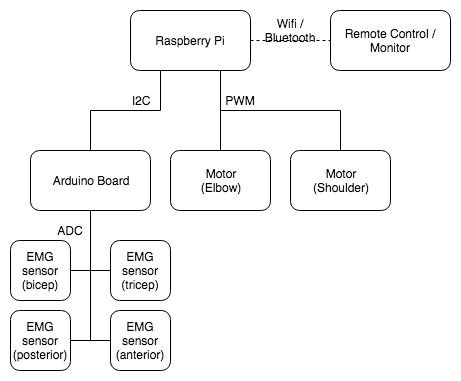 Raspberry Pi
Wifi /
Bluetooth
Remote Control /
Monitor
I2C
PWM
Arduino Board
Motor
(Elbow)
Motor
(Shoulder)
ADC
EMG
sensor
(bicep)
EMG
sensor
(tricep)
EMG
sensor
(posterior)
EMG
sensor
(anterior)